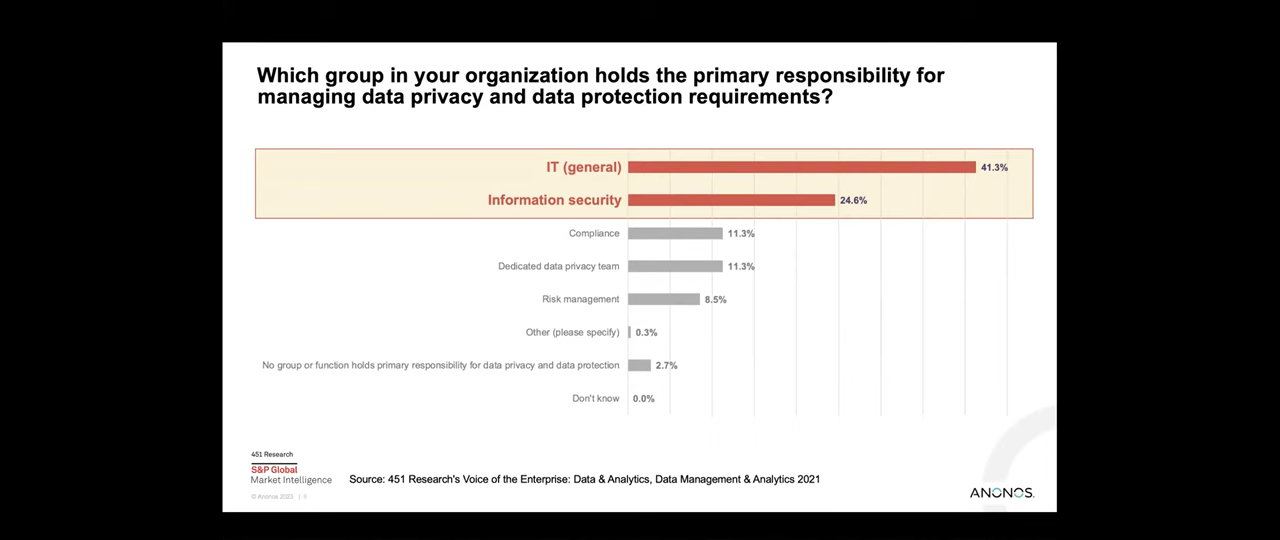 Which group in your organization holds the primary responsibility for
managing data privacy and data protection requirements?
IT (general) 41.3%
Information security 24.6%
Compliance 11.3%
Dedicated data privacy team 11.3%
Risk management 8.5%
Other (please specify) 0.3%
No group or function holds primary responsibility for data privacy and data protection 2.7%
Don't know 0.0%
451 Research
S&P Global
Market Intelligence
Source: 451 Research's Voice of the Enterprise: Data & Analytics, Data Management & Analytics 2021
© Anonos 2023 | 9
ANONOS.